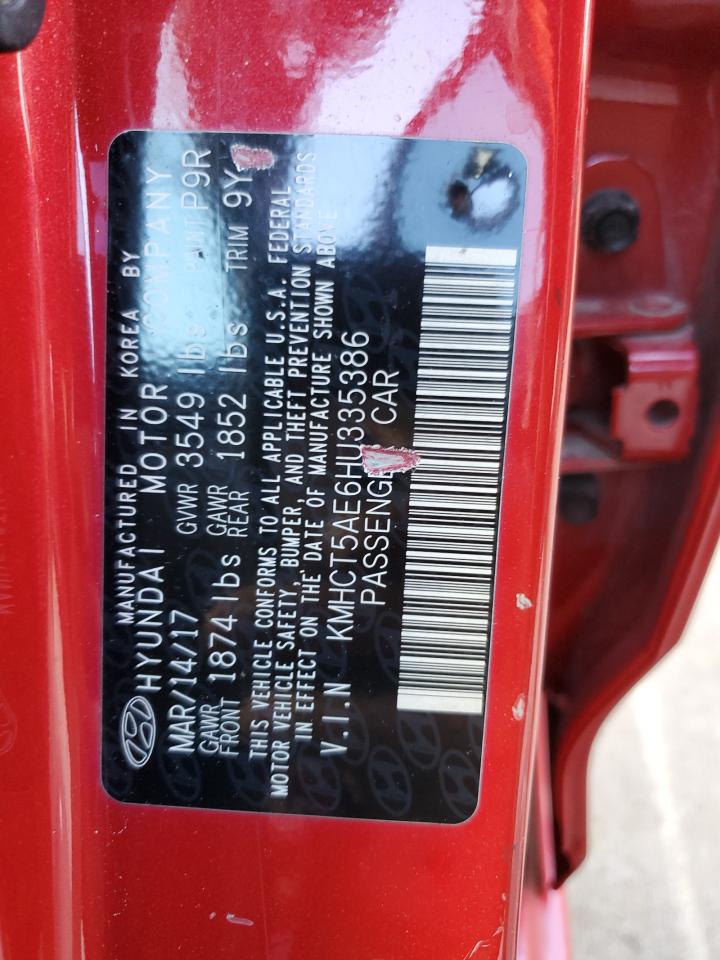 MANUFACTURED IN KOREA BY
HYUNDAI MOTOR COMPANY
MAR/14/17 GVWR 3549 lbs PAINT P9R
GAWR FRONT 1874 lbs GAWR REAR 1852 lbs TRIM 9Y
THIS VEHICLE CONFORMS TO ALL APPLICABLE U.S.A. FEDERAL
MOTOR VEHICLE SAFETY, BUMPER, AND THEFT PREVENTION STANDARDS
IN EFFECT ON THE DATE OF MANUFACTURE SHOWN ABOVE
V.I.N KMHCT5AE6HU335386
PASSENGE CAR